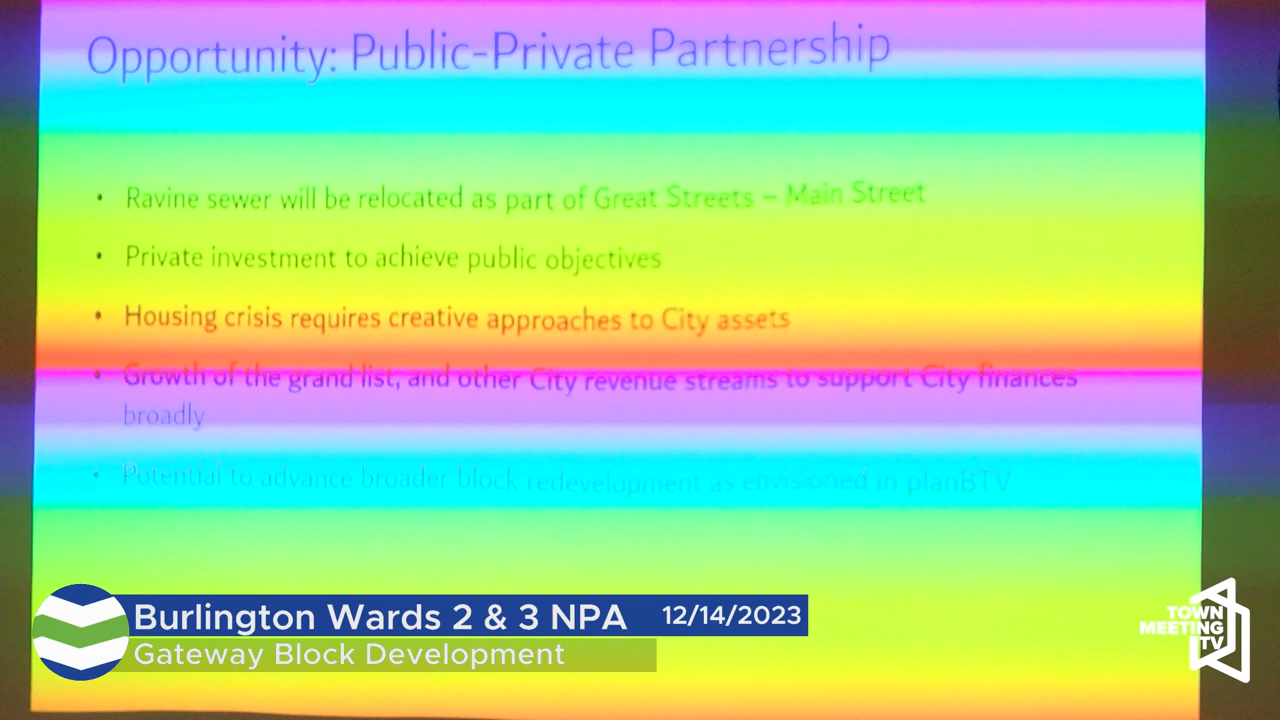 Opportunity: Public-Private Partnership
• Ravine sewer will be relocated as part of Great Streets – Main Street
• Private investment to achieve public objectives
• Housing crisis requires creative approaches to City assets
• Growth of the grand list, and other City revenue streams to support City finances
broadly
• Potential to advance broader block redevelopment as envisioned in planBTV
Burlington Wards 2 & 3 NPA 12/14/2023
Gateway Block Development
TOWN
MEETING
TV